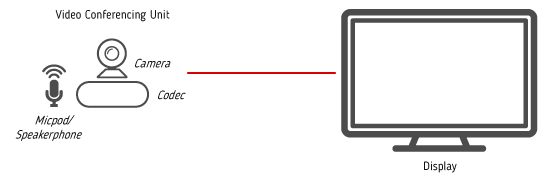 Video Conferencing Unit
Camera
Codec
Micpod/
Speakerphone
Display